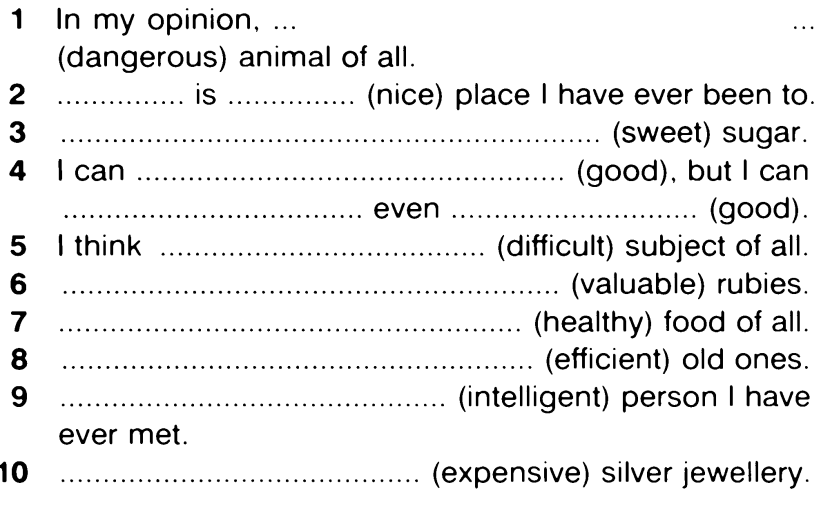 1 In my opinion, ... ...
(dangerous) animal of all.
2 ............... is ............... (nice) place I have ever been to.
3 ............................................................... (sweet) sugar.
4 I can .................................................. (good), but I can
................................... even ............................. (good).
5 I think ...................................... (difficult) subject of all.
6 .......................................................... (valuable) rubies.
7 ...................................................... (healthy) food of all.
8 ....................................................... (efficient) old ones.
9 ............................................. (intelligent) person I have
ever met.
10 .......................................... (expensive) silver jewellery.